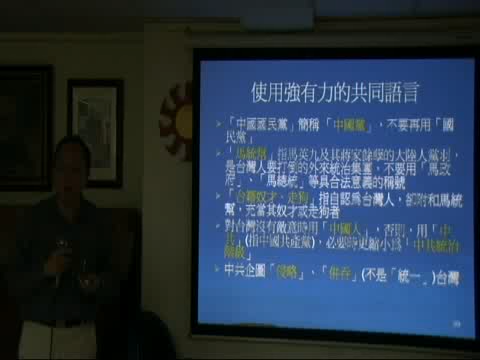 使用強有力的共同語言
「中國國民黨」簡稱「中國黨」,不要再用「國
民黨」
「馬統幫」指馬英九及其蔣家餘孽的大陸人黨羽,
是台灣人要打倒的外來統治集團,不要用「馬政
府」、「馬總統」等具合法意義的稱號
「台籍奴才、走狗」指自認為台灣人,卻附和馬統
幫,充當其奴才或走狗者
對台灣沒有敵意時用「中國人」,否則,用「中
共」(指中國共產黨),必要時更縮小為「中共統治
階級」
中共企圖「侵略」、「併吞」(不是「統一」)台灣